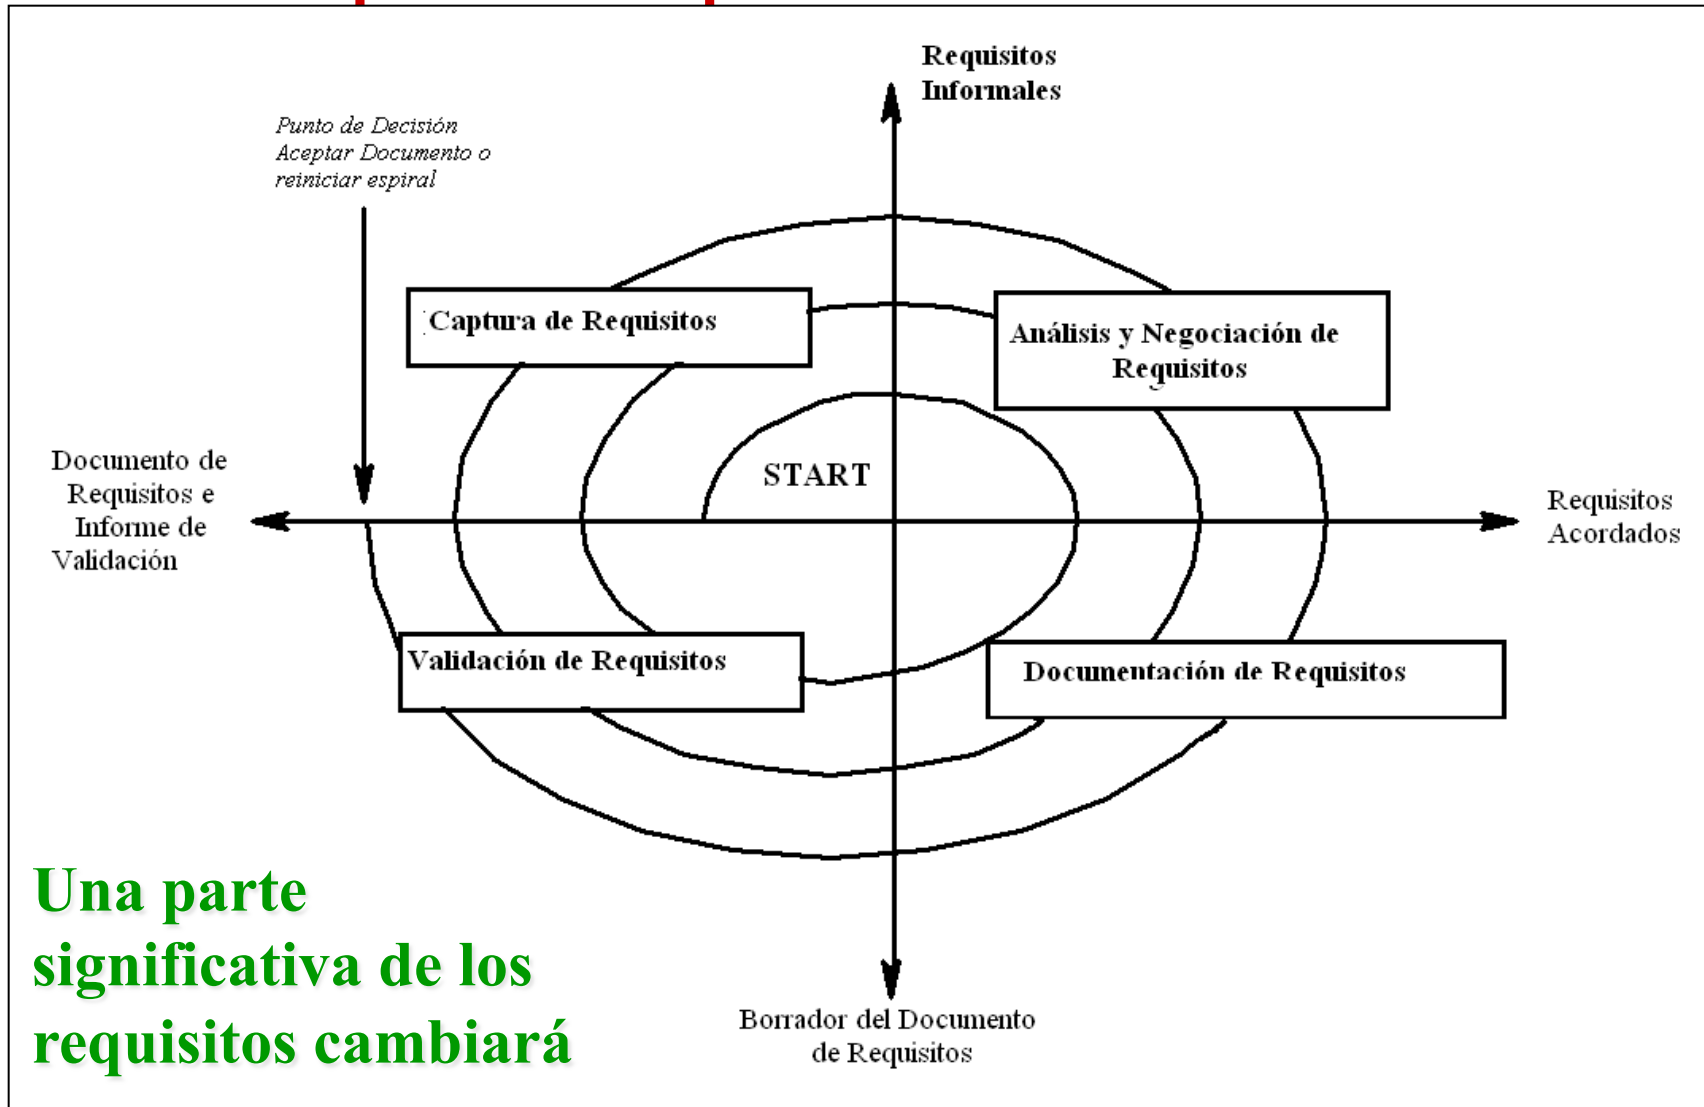 Requisitos
Informales
Punto de Decisión
Aceptar Documento o
reiniciar espiral
Captura de Requisitos
Análisis y Negociación de
Requisitos
START
Documento de
Requisitos e
Informe de
Validación
Requisitos
Acordados
Validación de Requisitos
Documentación de Requisitos
Una parte
significativa de los
requisitos cambiará
Borrador del Documento
de Requisitos